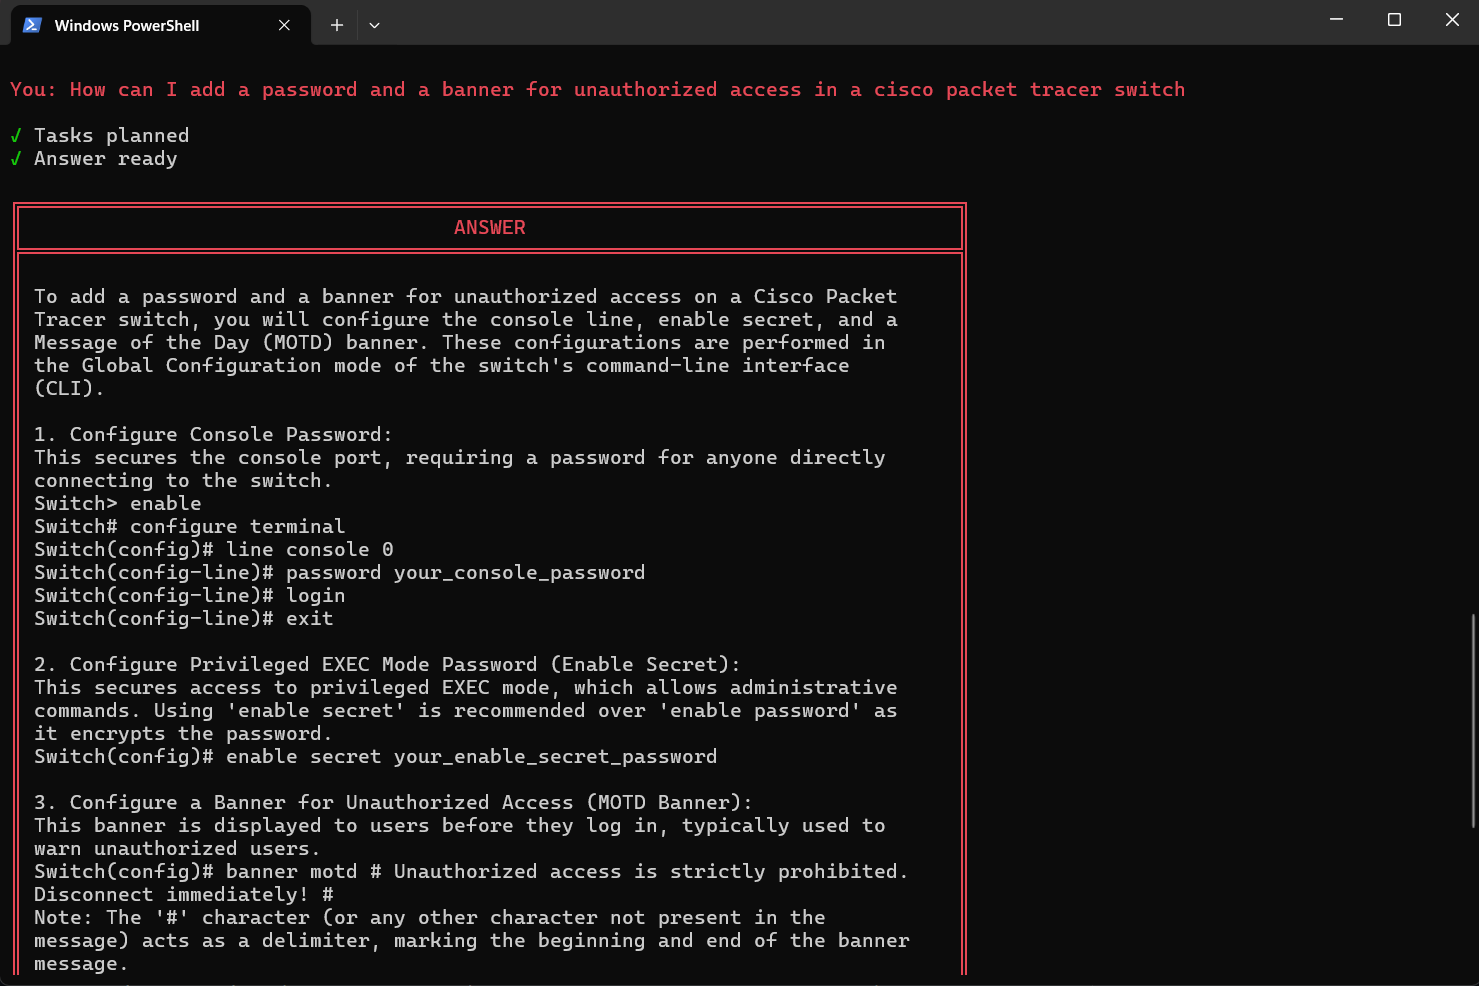 Windows PowerShell
You: How can I add a password and a banner for unauthorized access in a cisco packet tracer switch
√ Tasks planned
√ Answer ready
ANSWER
To add a password and a banner for unauthorized access on a Cisco Packet
Tracer switch, you will configure the console line, enable secret, and a
Message of the Day (MOTD) banner. These configurations are performed in
the Global Configuration mode of the switch's command-line interface
(CLI).
1. Configure Console Password:
This secures the console port, requiring a password for anyone directly
connecting to the switch.
Switch> enable
Switch# configure terminal
Switch(config)# line console 0
Switch(config-line)# password your_console_password
Switch(config-line)# login
Switch(config-line)# exit
2. Configure Privileged EXEC Mode Password (Enable Secret):
This secures access to privileged EXEC mode, which allows administrative
commands. Using 'enable secret' is recommended over 'enable password' as
it encrypts the password.
Switch(config)# enable secret your_enable_secret_password
3. Configure a Banner for Unauthorized Access (MOTD Banner):
This banner is displayed to users before they log in, typically used to
warn unauthorized users.
Switch(config)# banner motd # Unauthorized access is strictly prohibited.
Disconnect immediately! #
Note: The '#' character (or any other character not present in the
message) acts as a delimiter, marking the beginning and end of the banner
message.